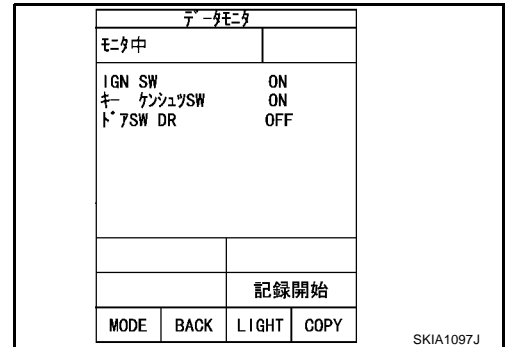 データモニタ
モニタ中
IGN SW ON
キー ケンシュツSW ON
ドアSW DR OFF
記録開始
MODE BACK LIGHT COPY
SKIA1097J